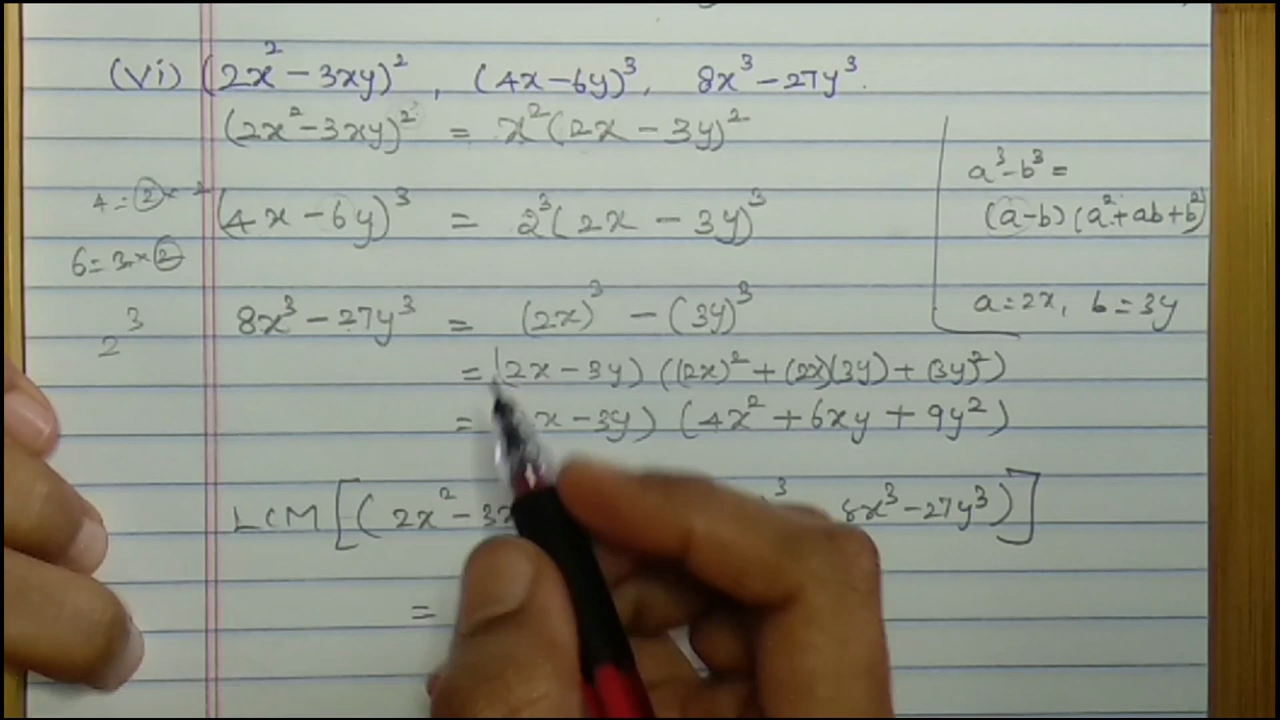 (vi) (2x² - 3xy)², (4x - 6y)³, 8x³ - 27y³.
(2x² - 3xy)² = x²(2x - 3y)²
4 = 2 × 2
(4x - 6y)³ = 2³(2x - 3y)³
6 = 3 × 2
2³
8x³ - 27y³ = (2x)³ - (3y)³
= (2x - 3y) ((2x)² + (2x)(3y) + (3y)²)
= x - 3y) (4x² + 6xy + 9y²)
LCM [(2x² - 3x ³ 8x³ - 27y³)]
=
a³ - b³ =
(a - b) (a² + ab + b²)
a = 2x, b = 3y